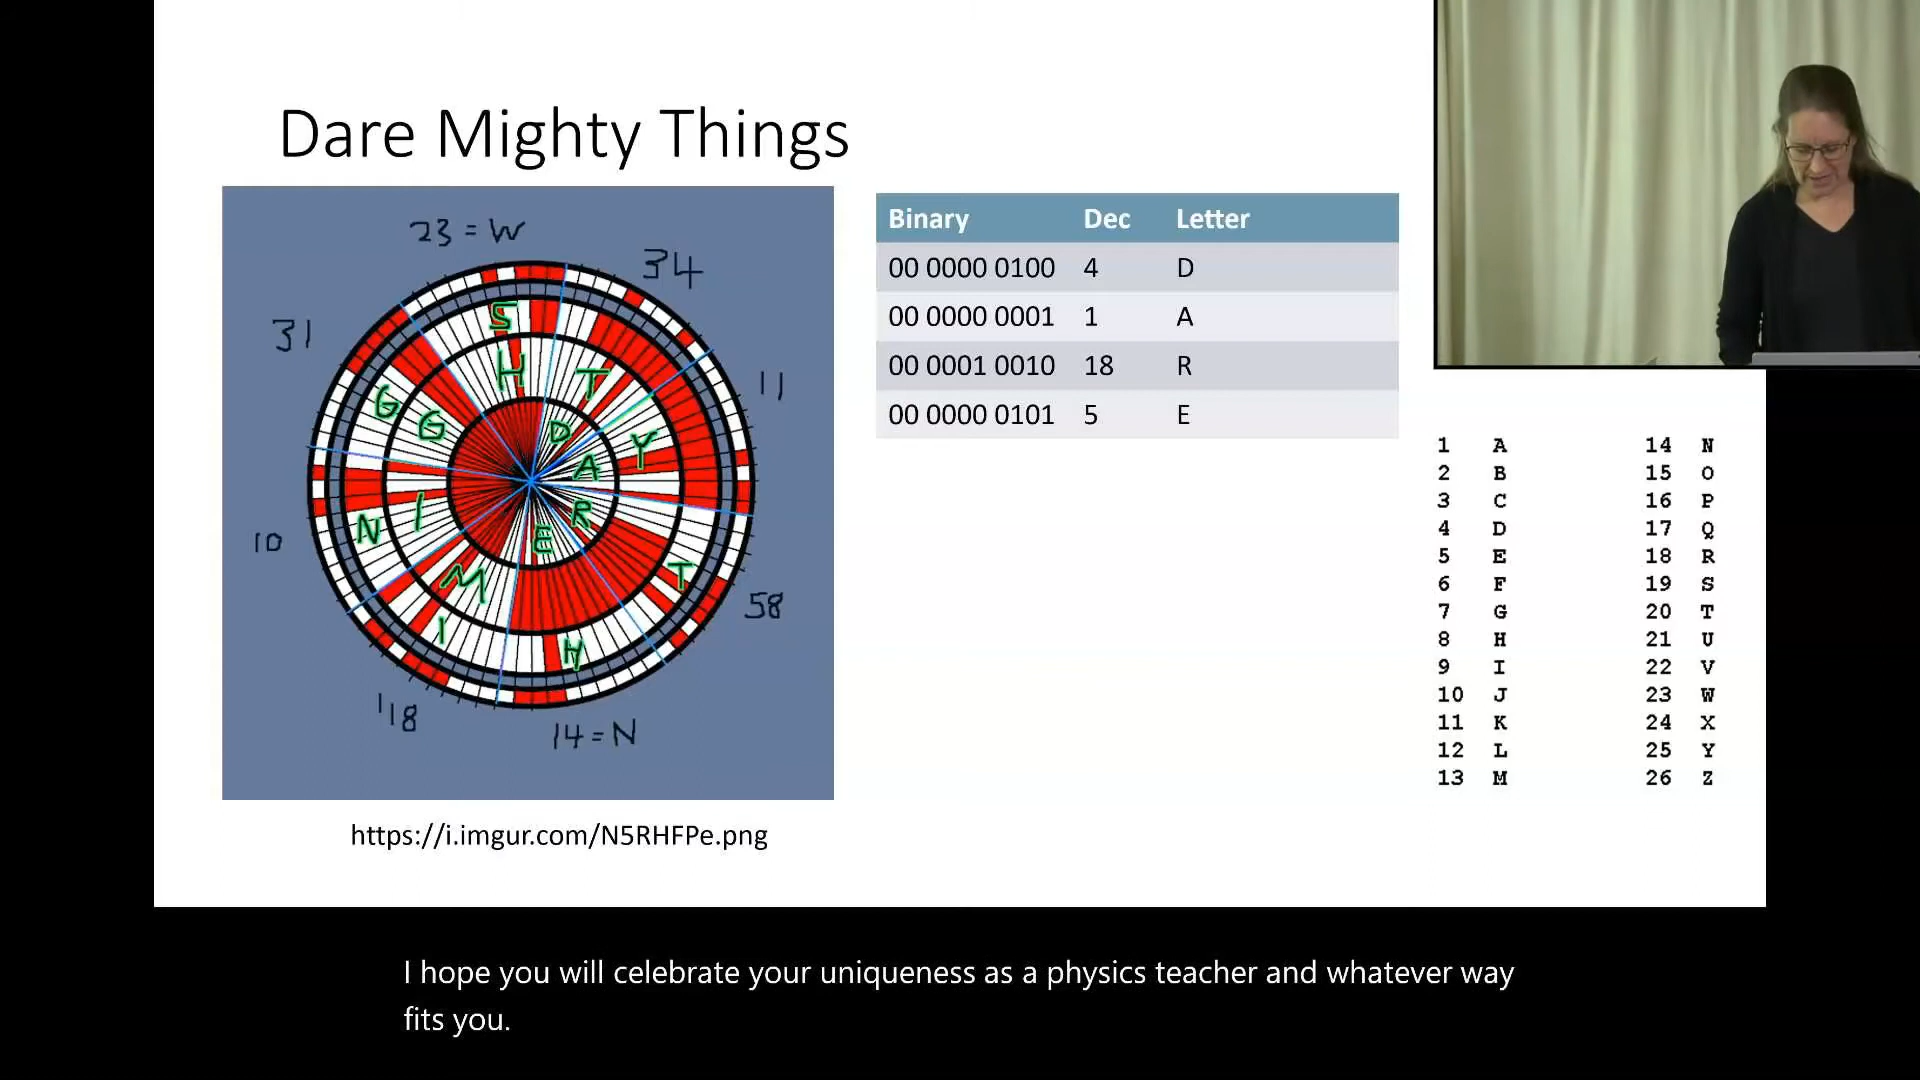 Dare Mighty Things
23 = W
34
31
11
S
H
T
G
G
D
Y
A
N
I
R
E
M
T
I
H
10
58
118
14 = N
https://i.imgur.com/N5RHFPe.png
Binary Dec Letter
00 0000 0100 4 D
00 0000 0001 1 A
00 0001 0010 18 R
00 0000 0101 5 E
1 A 14 N
2 B 15 O
3 C 16 P
4 D 17 Q
5 E 18 R
6 F 19 S
7 G 20 T
8 H 21 U
9 I 22 V
10 J 23 W
11 K 24 X
12 L 25 Y
13 M 26 Z
I hope you will celebrate your uniqueness as a physics teacher and whatever way
fits you.